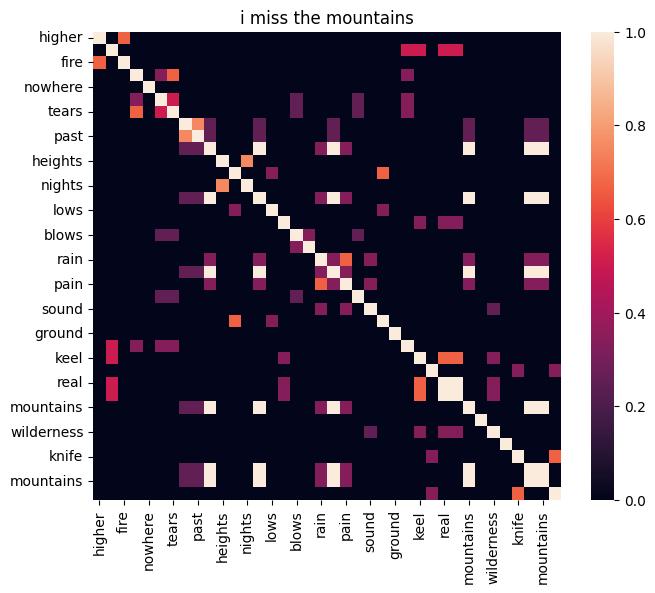 i miss the mountains
higher
fire
nowhere
tears
past
heights
nights
lows
blows
rain
pain
sound
ground
keel
real
mountains
wilderness
knife
mountains
1.0
0.8
0.6
0.4
0.2
0.0
higher
fire
nowhere
tears
past
heights
nights
lows
blows
rain
pain
sound
ground
keel
real
mountains
wilderness
knife
mountains